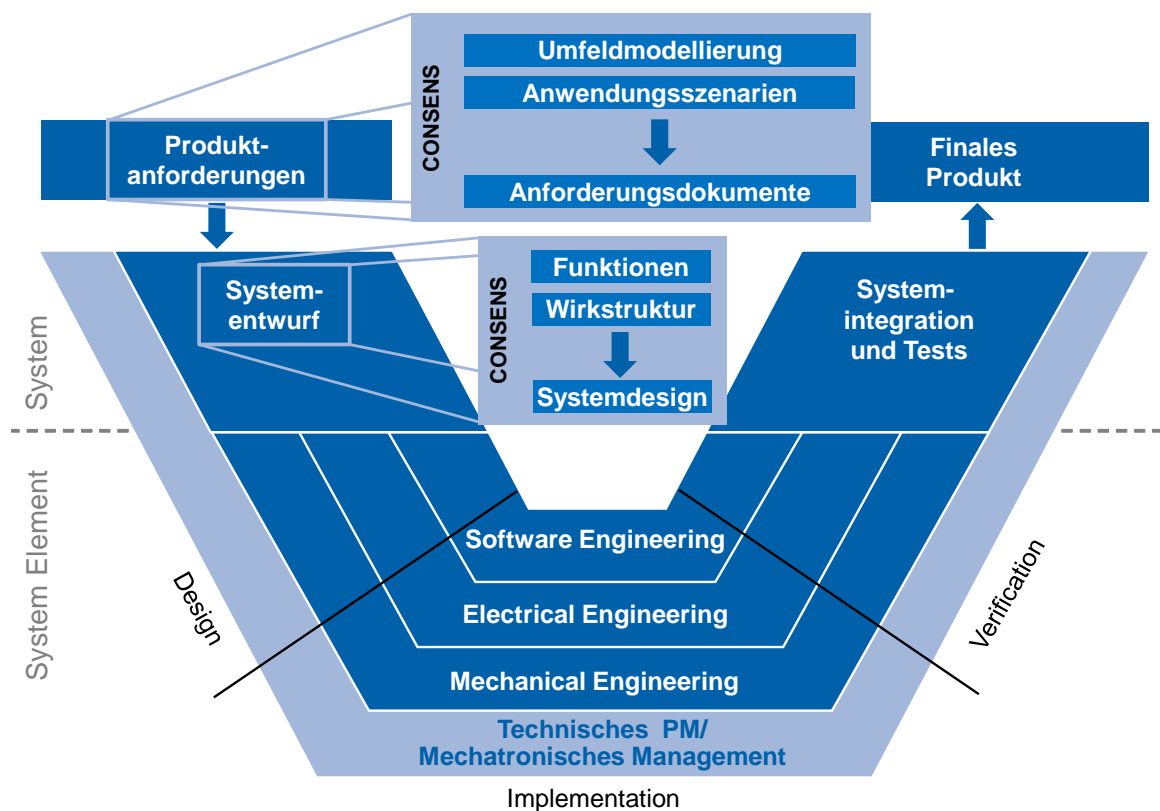 CONSENS
Umfeldmodellierung
Anwendungsszenarien
Anforderungsdokumente
Produkt-
anforderungen
Finales
Produkt
System-
entwurf
CONSENS
Funktionen
Wirkstruktur
Systemdesign
System-
integration
und Tests
System
System Element
Design
Verification
Software Engineering
Electrical Engineering
Mechanical Engineering
Technisches PM/
Mechatronisches Management
Implementation